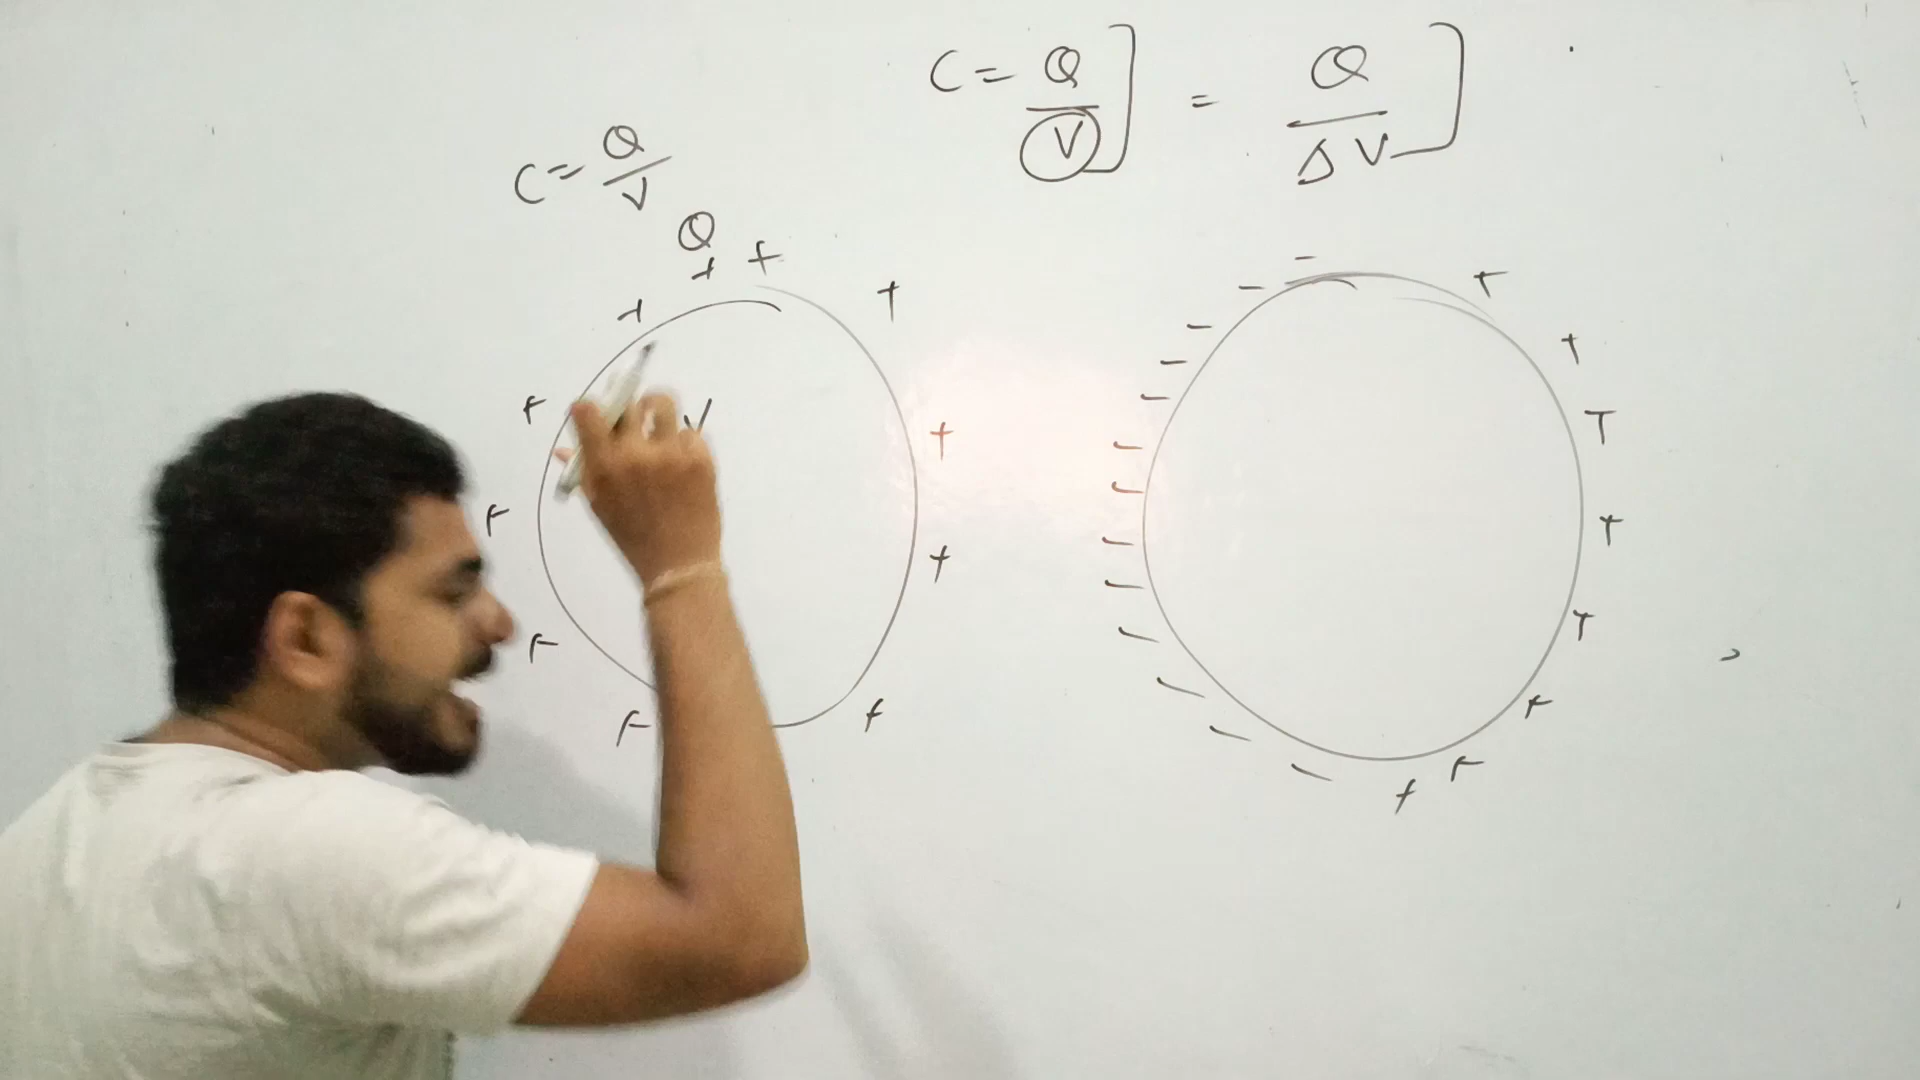 C = Q/V = Q/ΔV
C = Q/V
Q
+ + +
+ +
+ +
+ +
+ +
+ +
V
- - - - - - - - - - - - -
+ + + + + + + +